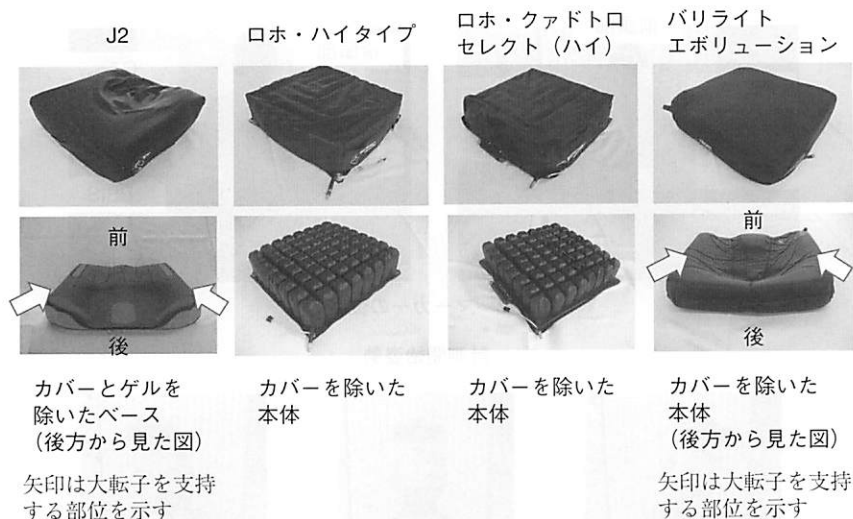 J2
ロホ・ハイタイプ
ロホ・クァドトロ
セレクト（ハイ）
バリライト
エボリューション
前
後
前
後
カバーとゲルを
除いたベース
（後方から見た図）
矢印は大転子を支持
する部位を示す
カバーを除いた
本体
カバーを除いた
本体
カバーを除いた
本体
（後方から見た図）
矢印は大転子を支持
する部位を示す